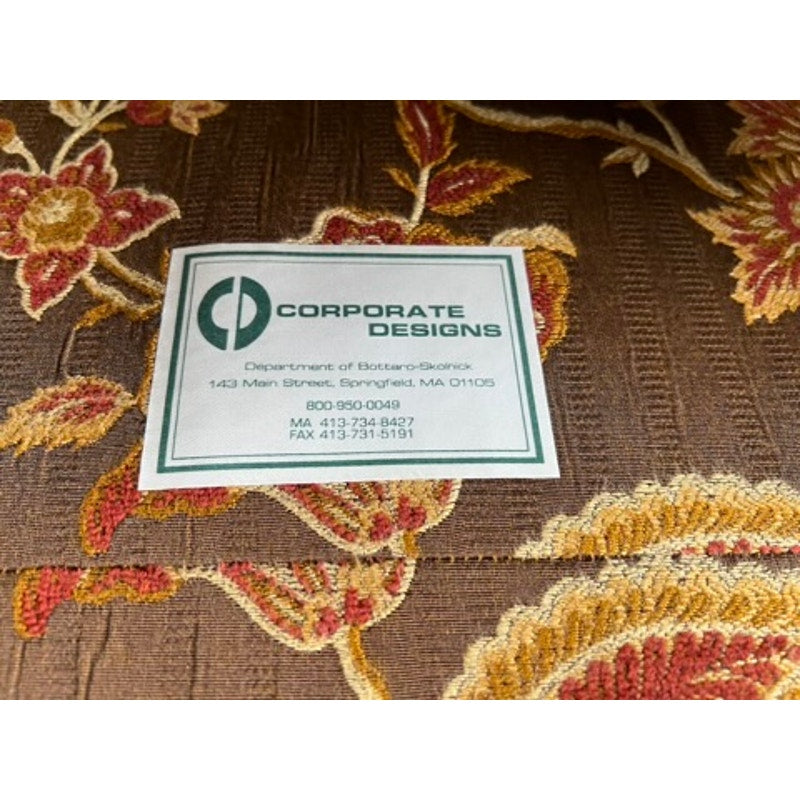 CD CORPORATE
DESIGNS
Department of Bottaro-Skolnick
143 Main Street, Springfield, MA 01105
800-950-0049
MA 413-734-8427
FAX 413-731-5191